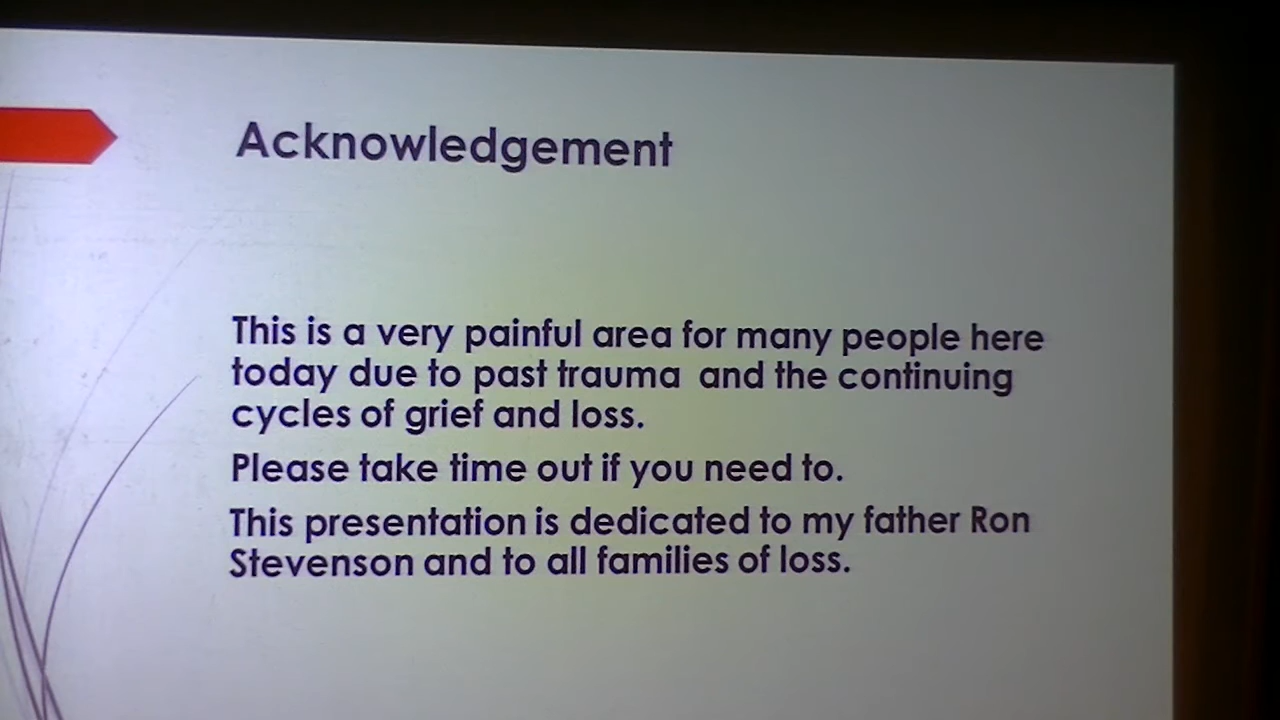 Acknowledgement
This is a very painful area for many people here
today due to past trauma and the continuing
cycles of grief and loss.
Please take time out if you need to.
This presentation is dedicated to my father Ron
Stevenson and to all families of loss.